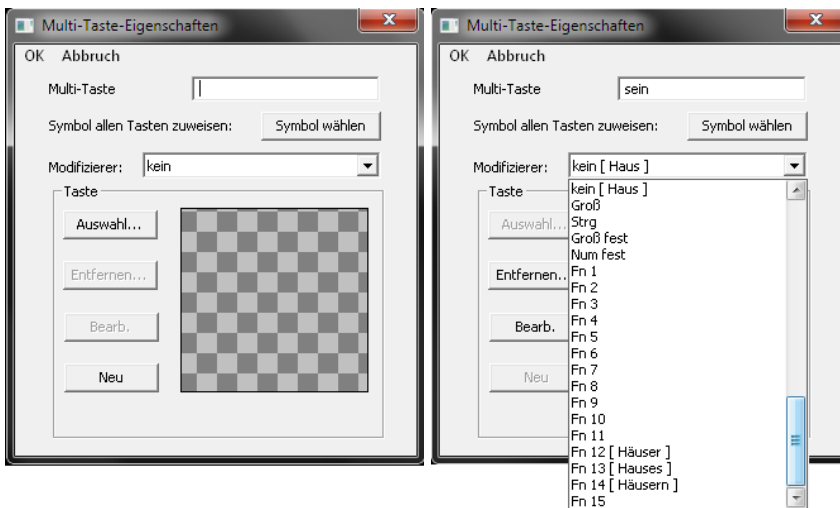 Multi-Taste-Eigenschaften
OK Abbruch
Multi-Taste
Symbol allen Tasten zuweisen: Symbol wählen
Modifizierer: kein
Taste
Auswahl...
Entfernen...
Bearb.
Neu
Multi-Taste-Eigenschaften
OK Abbruch
Multi-Taste sein
Symbol allen Tasten zuweisen: Symbol wählen
Modifizierer: kein [ Haus ]
Taste
Auswahl...
Entfernen..
Bearb.
Neu
kein [ Haus ]
Groß
Strg
Groß fest
Num fest
Fn 1
Fn 2
Fn 3
Fn 4
Fn 5
Fn 6
Fn 7
Fn 8
Fn 9
Fn 10
Fn 11
Fn 12 [ Häuser ]
Fn 13 [ Hauses ]
Fn 14 [ Häusern ]
Fn 15